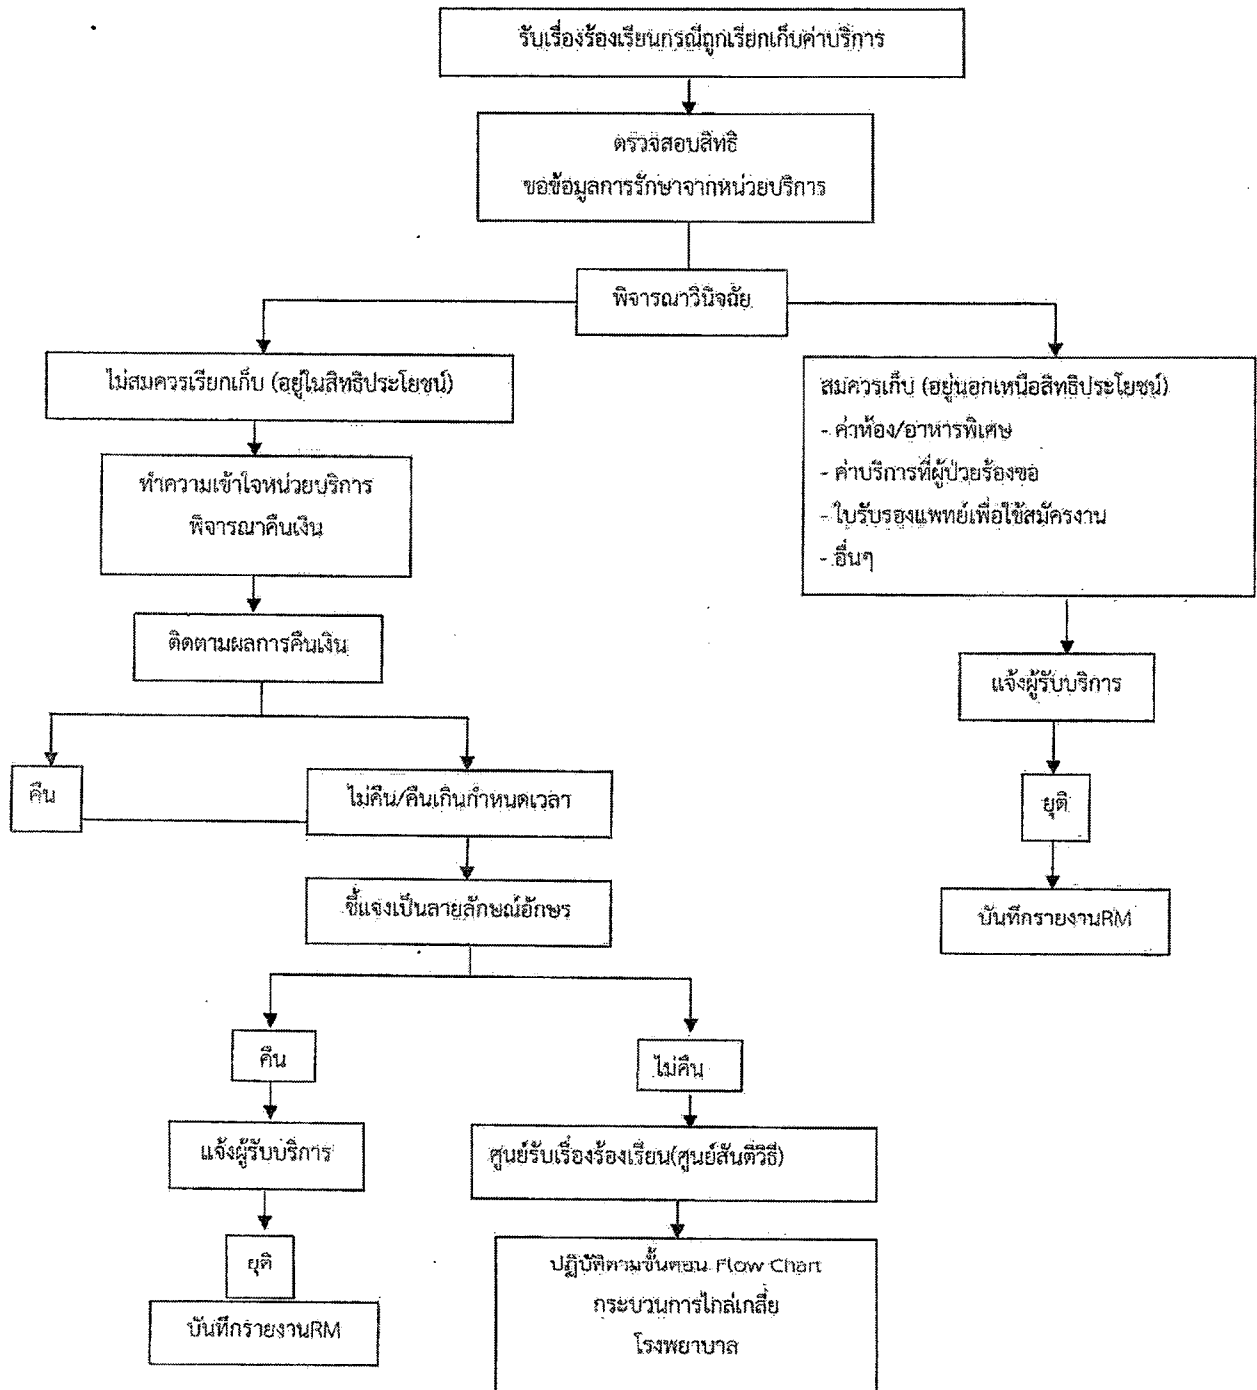 รับเรื่องร้องเรียนกรณีถูกเรียกเก็บค่าบริการ
ตรวจสอบสิทธิ
ขอข้อมูลการรักษาจากหน่วยบริการ
พิจารณาวินิจฉัย
ไม่สมควรเรียกเก็บ (อยู่ในสิทธิประโยชน์)
สมควรเก็บ (อยู่นอกเหนือสิทธิประโยชน์)
- ค่าห้อง/อาหารพิเศษ
- ค่าบริการที่ผู้ป่วยร้องขอ
- ใบรับรองแพทย์เพื่อใช้สมัครงาน
- อื่นๆ
ทำความเข้าใจหน่วยบริการ
พิจารณาคืนเงิน
ติดตามผลการคืนเงิน
แจ้งผู้รับบริการ
คืน
ไม่คืน/คืนเกินกำหนดเวลา
ยุติ
ชี้แจงเป็นลายลักษณ์อักษร
บันทึกรายงานRM
คืน
ไม่คืน
แจ้งผู้รับบริการ
ศูนย์รับเรื่องร้องเรียน(ศูนย์สันติวิธี)
ยุติ
บันทึกรายงานRM
ปฏิบัติตามขั้นตอน Flow Chart
กระบวนการไกล่เกลี่ย
โรงพยาบาล